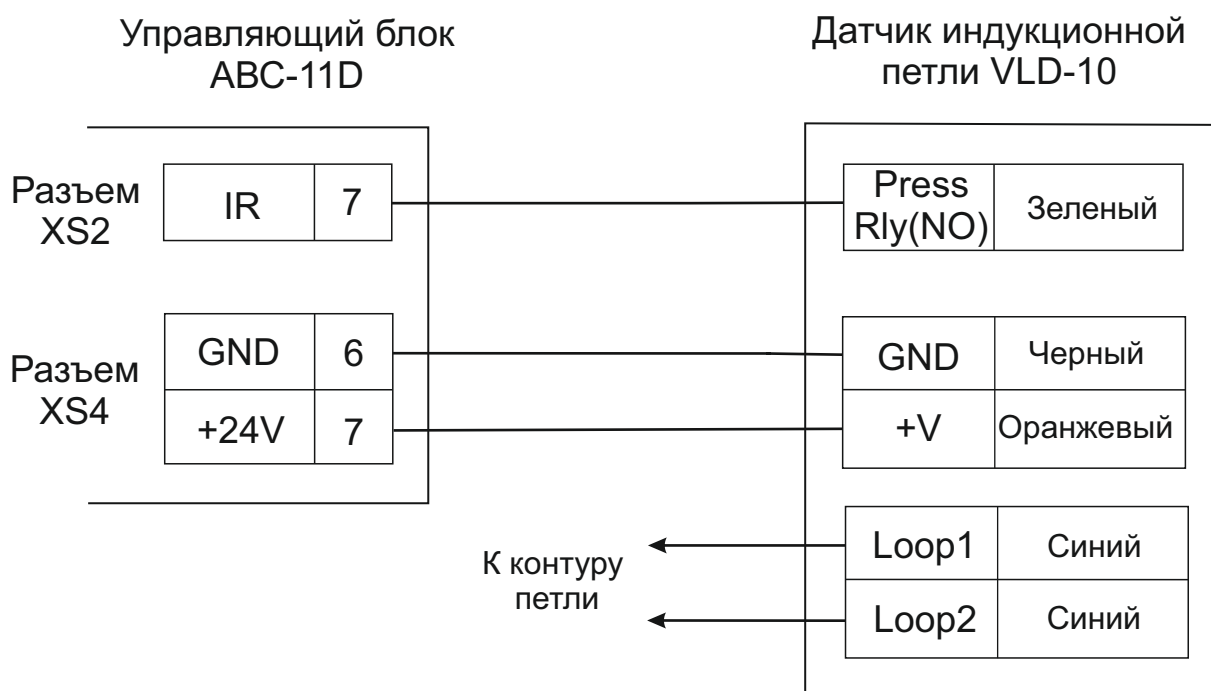 Управляющий блок
ABC-11D
Датчик индукционной
петли VLD-10
Разъем
XS2
IR 7
Press
Rly(NO)
Зеленый
Разъем
XS4
GND 6
+24V 7
GND Черный
+V Оранжевый
К контуру
петли
Loop1 Синий
Loop2 Синий